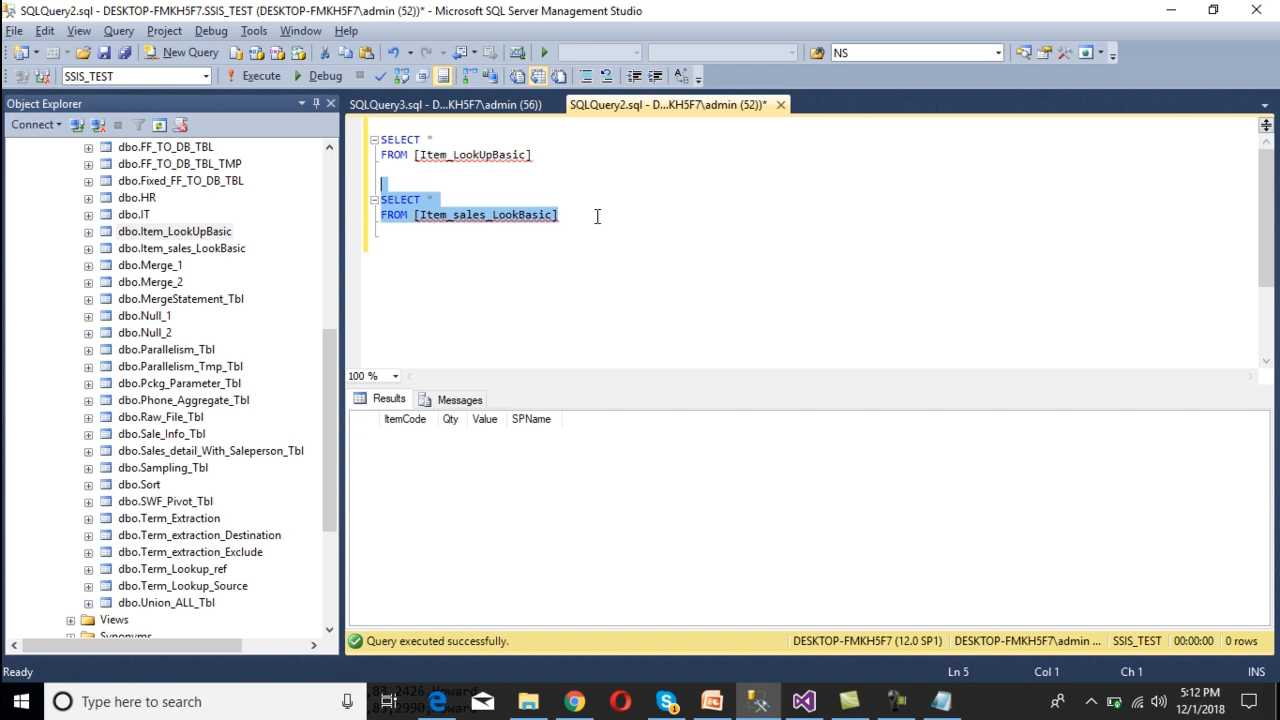 SQLQuery2.sql - DESKTOP-FMKH5F7.SSIS_TEST (DESKTOP-FMKH5F7\admin (52))* - Microsoft SQL Server Management Studio
File Edit View Query Project Debug Tools Window Help
New Query NS
SSIS_TEST Execute Debug
Object Explorer
Connect
dbo.FF_TO_DB_TBL
dbo.FF_TO_DB_TBL_TMP
dbo.Fixed_FF_TO_DB_TBL
dbo.HR
dbo.IT
dbo.Item_LookUpBasic
dbo.Item_sales_LookBasic
dbo.Merge_1
dbo.Merge_2
dbo.MergeStatement_Tbl
dbo.Null_1
dbo.Null_2
dbo.Parallelism_Tbl
dbo.Parallelism_Tmp_Tbl
dbo.Pckg_Parameter_Tbl
dbo.Phone_Aggregate_Tbl
dbo.Raw_File_Tbl
dbo.Sale_Info_Tbl
dbo.Sales_detail_With_Saleperson_Tbl
dbo.Sampling_Tbl
dbo.Sort
dbo.SWF_Pivot_Tbl
dbo.Term_Extraction
dbo.Term_extraction_Destination
dbo.Term_extraction_Exclude
dbo.Term_Lookup_ref
dbo.Term_Lookup_Source
dbo.Union_ALL_Tbl
Views
Synonyms
SQLQuery3.sql - D...KH5F7\admin (56)) SQLQuery2.sql - D...KH5F7\admin (52))*
SELECT *
FROM [Item_LookUpBasic]
SELECT *
FROM [Item_sales_LookBasic]
100 %
Results Messages
ItemCode Qty Value SPName
Query executed successfully. DESKTOP-FMKH5F7 (12.0 SP1) DESKTOP-FMKH5F7\admin ... SSIS_TEST 00:00:00 0 rows
Ready Ln 5 Col 1 Ch 1 INS
Type here to search
5:12 PM
12/1/2018